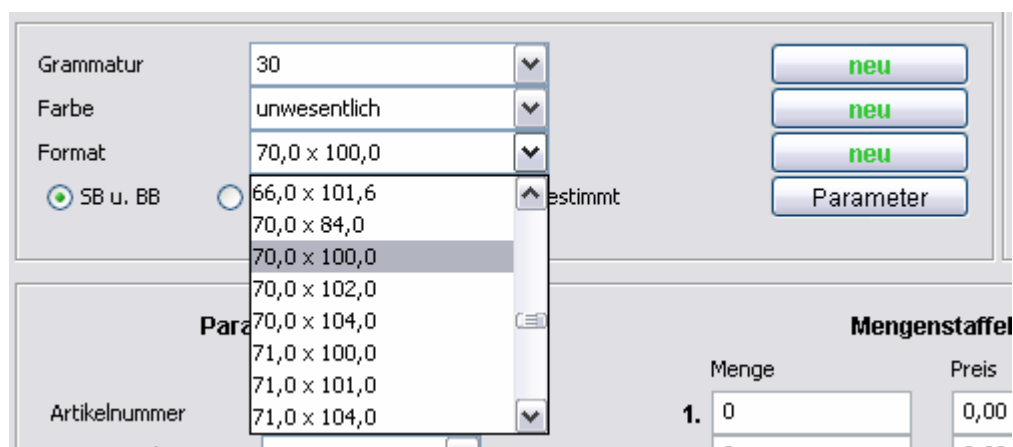 Grammatur 30 neu
Farbe unwesentlich neu
Format 70,0 x 100,0 neu
SB u. BB estimmt Parameter
66,0 x 101,6
70,0 x 84,0
70,0 x 100,0
70,0 x 102,0
70,0 x 104,0
71,0 x 100,0
71,0 x 101,0
71,0 x 104,0
Para Mengenstaffel
Menge Preis
Artikelnummer 1. 0 0,00